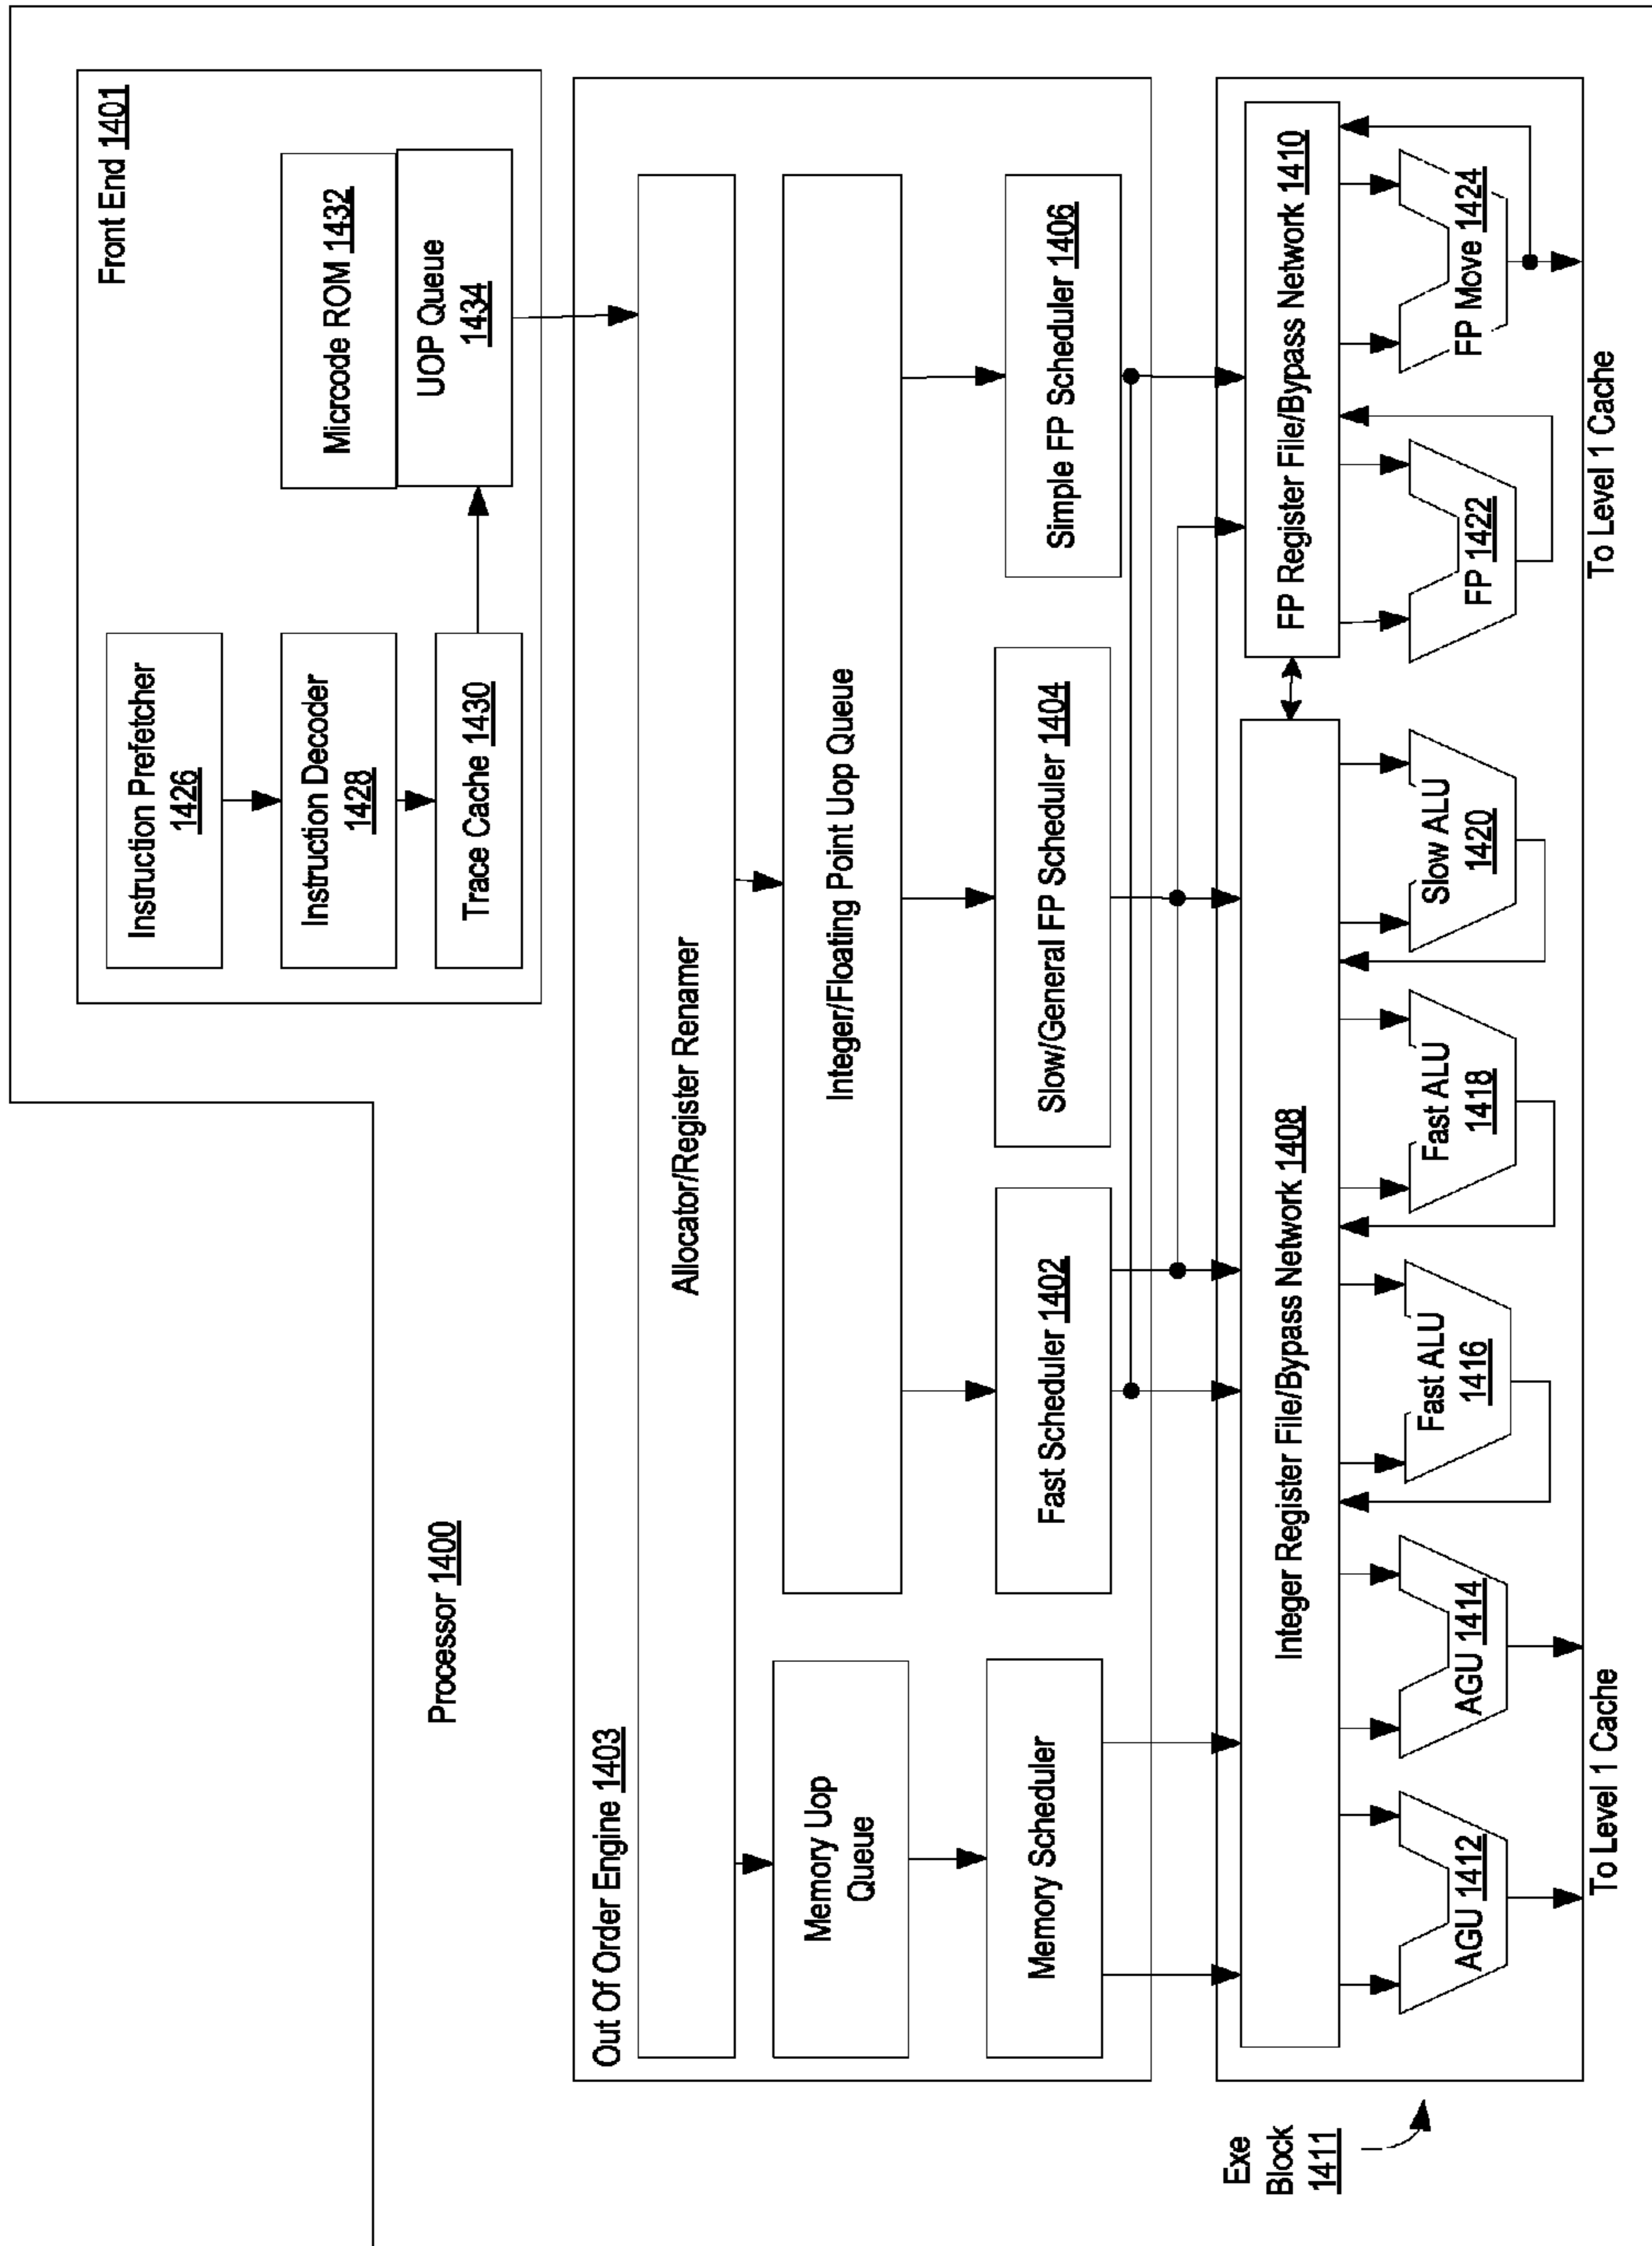 Processor 1400
Front End 1401
Instruction Prefetcher
1426
Instruction Decoder
1428
Trace Cache 1430
Microcode ROM 1432
UOP Queue
1434
Out Of Order Engine 1403
Allocator/Register Renamer
Memory Uop
Queue
Integer/Floating Point Uop Queue
Memory Scheduler
Fast Scheduler 1402
Slow/General FP Scheduler 1404
Simple FP Scheduler 1406
Exe
Block
1411
Integer Register File/Bypass Network 1408
FP Register File/Bypass Network 1410
AGU 1412
AGU 1414
Fast ALU
1416
Fast ALU
1418
Slow ALU
1420
FP 1422
FP Move 1424
To Level 1 Cache
To Level 1 Cache